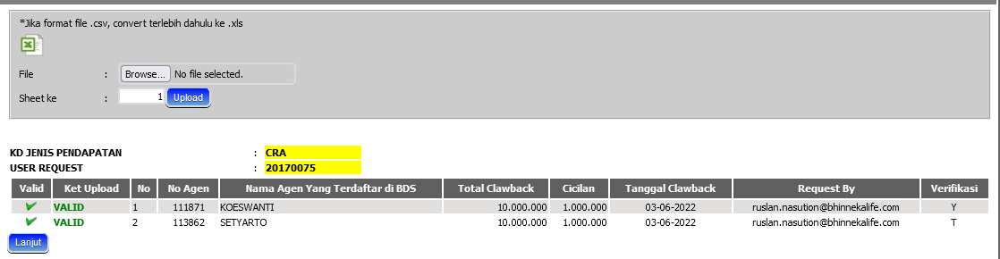 *Jika format file .csv, convert terlebih dahulu ke .xls
File : Browse... No file selected.
Sheet ke : 1 Upload
KD JENIS PENDAPATAN : CRA
USER REQUEST : 20170075
Valid Ket Upload No No Agen Nama Agen Yang Terdaftar di BDS Total Clawback Cicilan Tanggal Clawback Request By Verifikasi
VALID 1 111871 KOESWANTI 10.000.000 1.000.000 03-06-2022 ruslan.nasution@bhinnekalife.com Y
VALID 2 113862 SETYARTO 10.000.000 1.000.000 03-06-2022 ruslan.nasution@bhinnekalife.com T
Lanjut